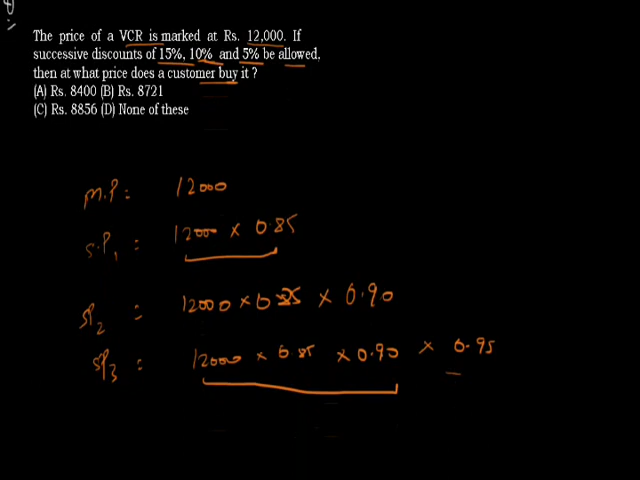 The price of a VCR is marked at Rs. 12,000. If
successive discounts of 15%, 10% and 5% be allowed,
then at what price does a customer buy it ?
(A) Rs. 8400 (B) Rs. 8721
(C) Rs. 8856 (D) None of these
M.P = 12000
S.P1 = 12000 × 0.85
SP2 = 12000 × 0.85 × 0.90
SP3 = 12000 × 0.85 × 0.90 × 0.95